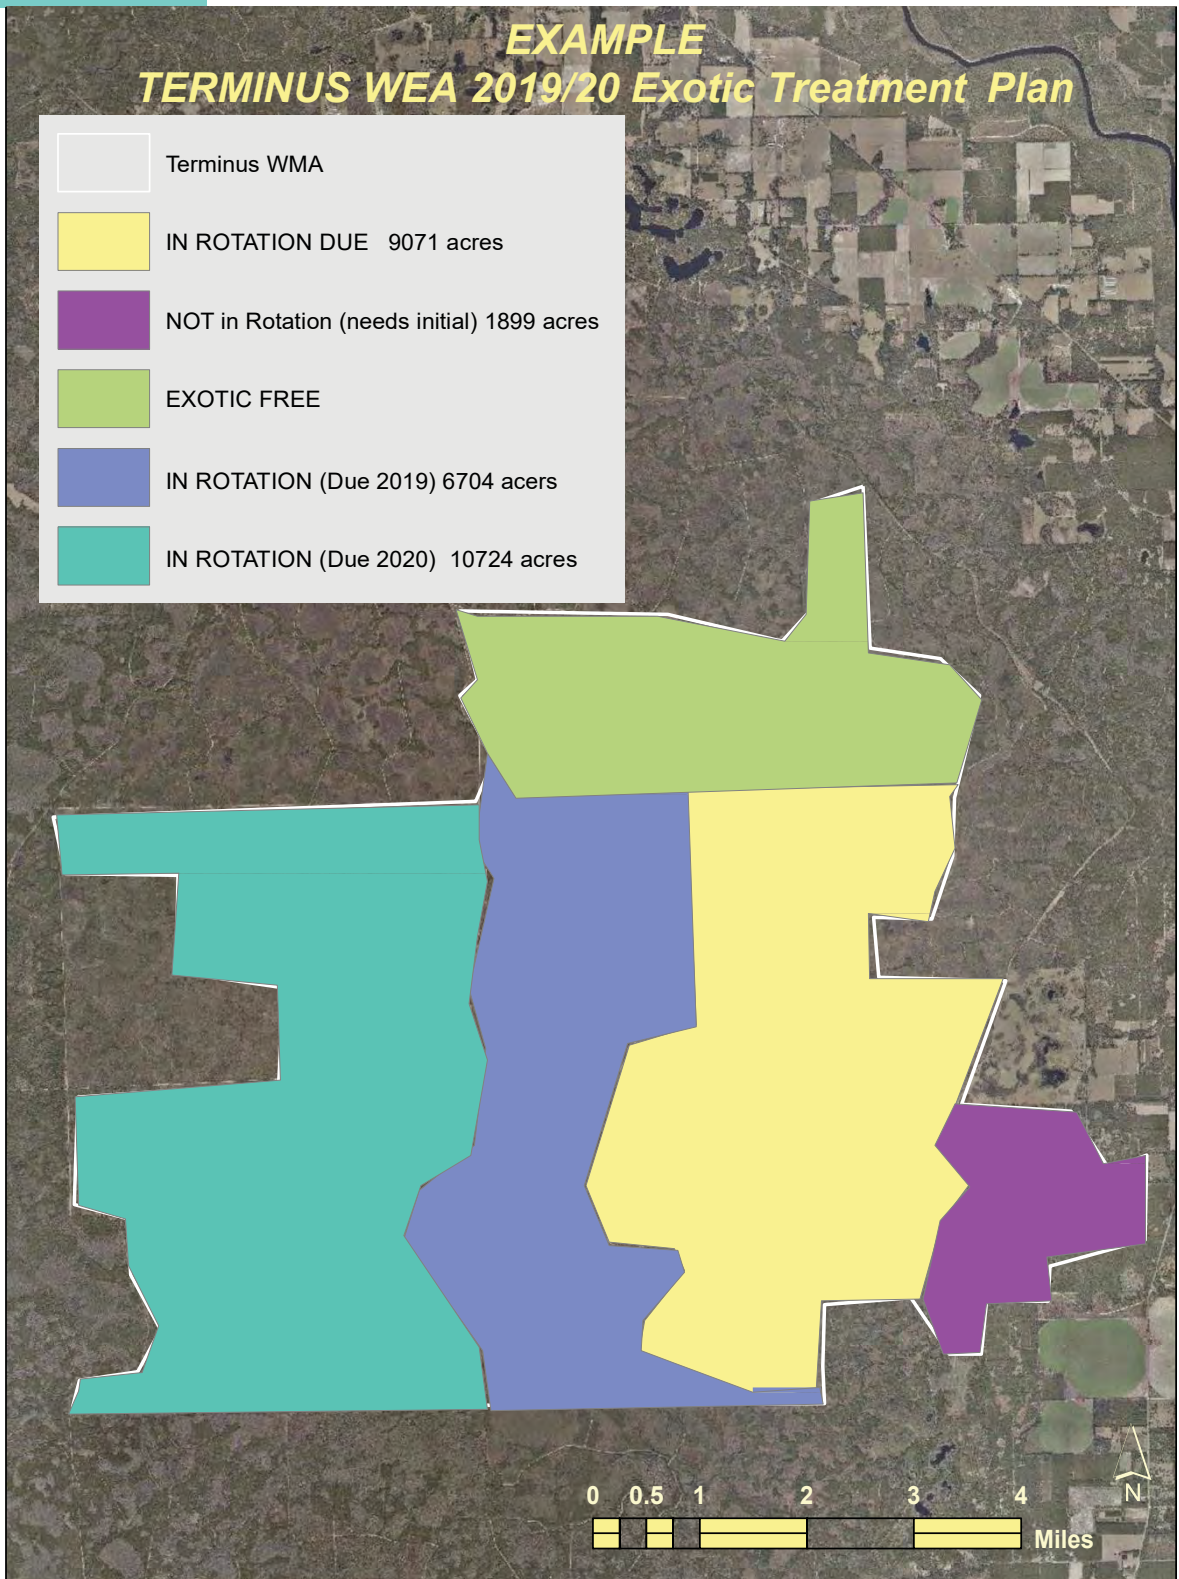 EXAMPLE
TERMINUS WEA 2019/20 Exotic Treatment Plan
Terminus WMA
IN ROTATION DUE 9071 acres
NOT in Rotation (needs initial) 1899 acres
EXOTIC FREE
IN ROTATION (Due 2019) 6704 acers
IN ROTATION (Due 2020) 10724 acres
0 0.5 1 2 3 4
Miles
N